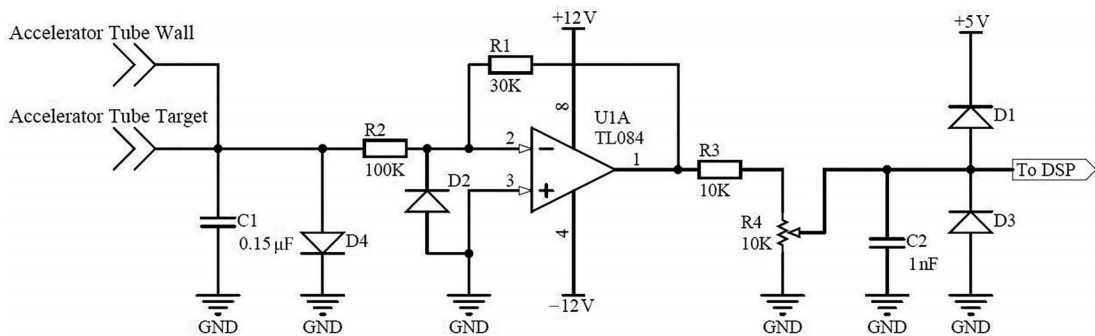 Accelerator Tube Wall
Accelerator Tube Target
C1
0.15 μF
GND
D4
GND
R2
100K
D2
GND
R1
30K
+12V
8
U1A
TL084
2
3
1
4
−12V
R3
10K
R4
10K
GND
C2
1nF
GND
+5V
D1
To DSP
D3
GND